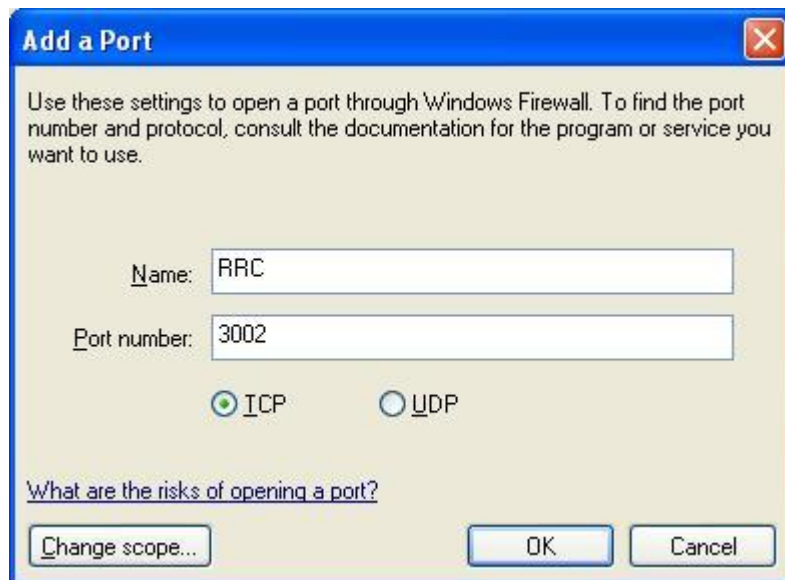 Add a Port
Use these settings to open a port through Windows Firewall. To find the port
number and protocol, consult the documentation for the program or service you
want to use.
Name: RRC
Port number: 3002
TCP UDP
What are the risks of opening a port?
Change scope... OK Cancel